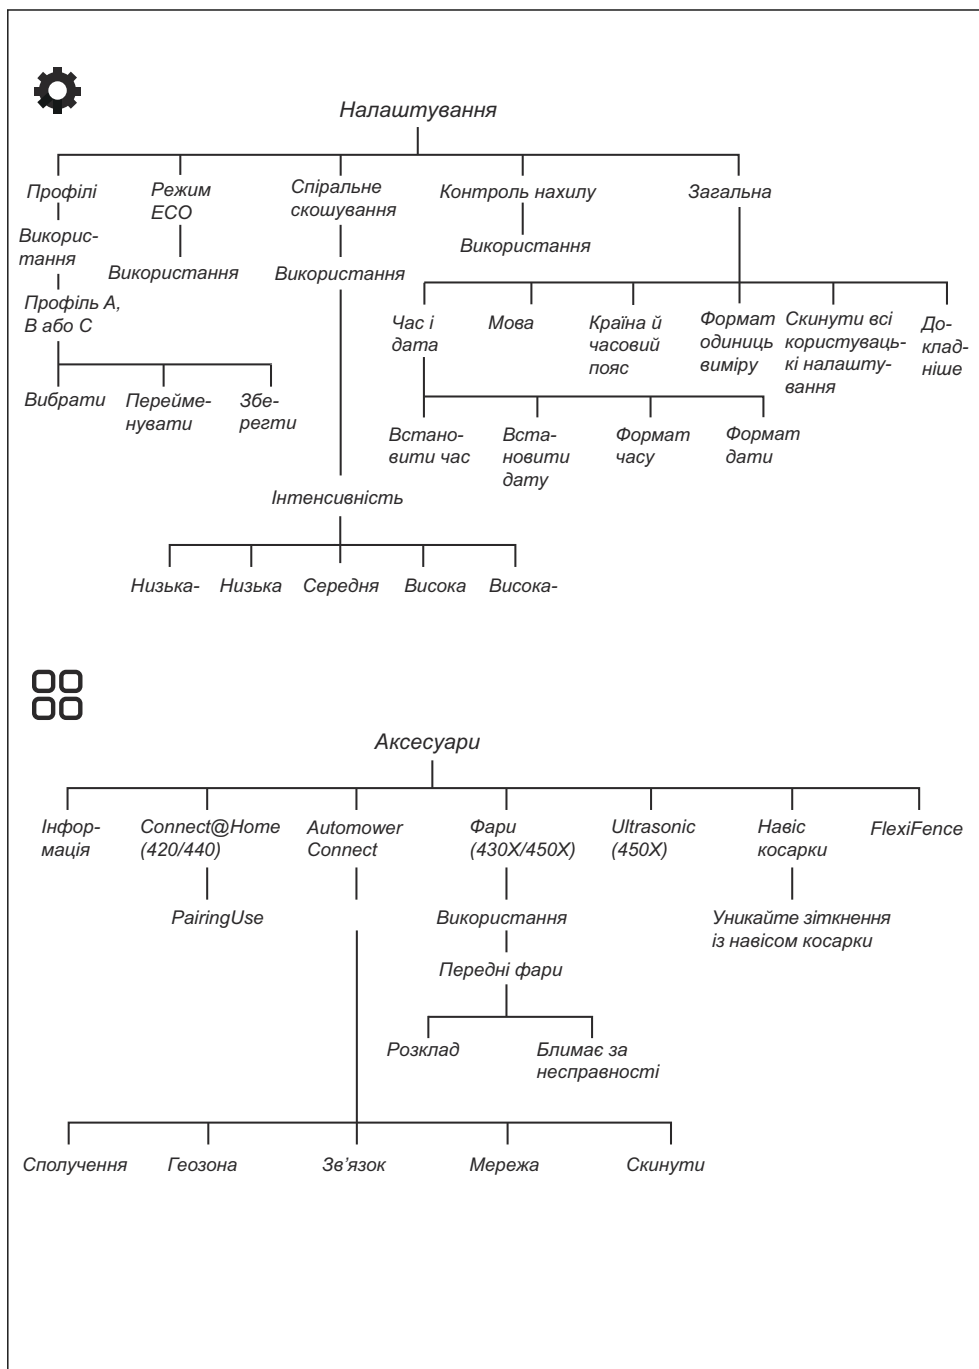 Налаштування
Профілі
Режим
ECO
Спіральне
скошування
Контроль нахилу
Загальна
Викорис-
тання
Використання
Використання
Використання
Профіль A,
B або C
Час і
дата
Мова
Країна й
часовий
пояс
Формат
одиниць
виміру
Скинути всі
користуваць-
кі налашту-
вання
До-
клад-
ніше
Вибрати
Перейме-
нувати
Збе-
регти
Встано-
вити час
Вста-
новити
дату
Формат
часу
Формат
дати
Інтенсивність
Низька-
Низька
Середня
Висока
Висока-
Аксесуари
Інфор-
мація
Connect@Home
(420/440)
Automower
Connect
Фари
(430X/450X)
Ultrasonic
(450X)
Навіс
косарки
FlexiFence
PairingUse
Використання
Уникайте зіткнення
із навісом косарки
Передні фари
Розклад
Блимає за
несправності
Сполучення
Геозона
Зв’язок
Мережа
Скинути